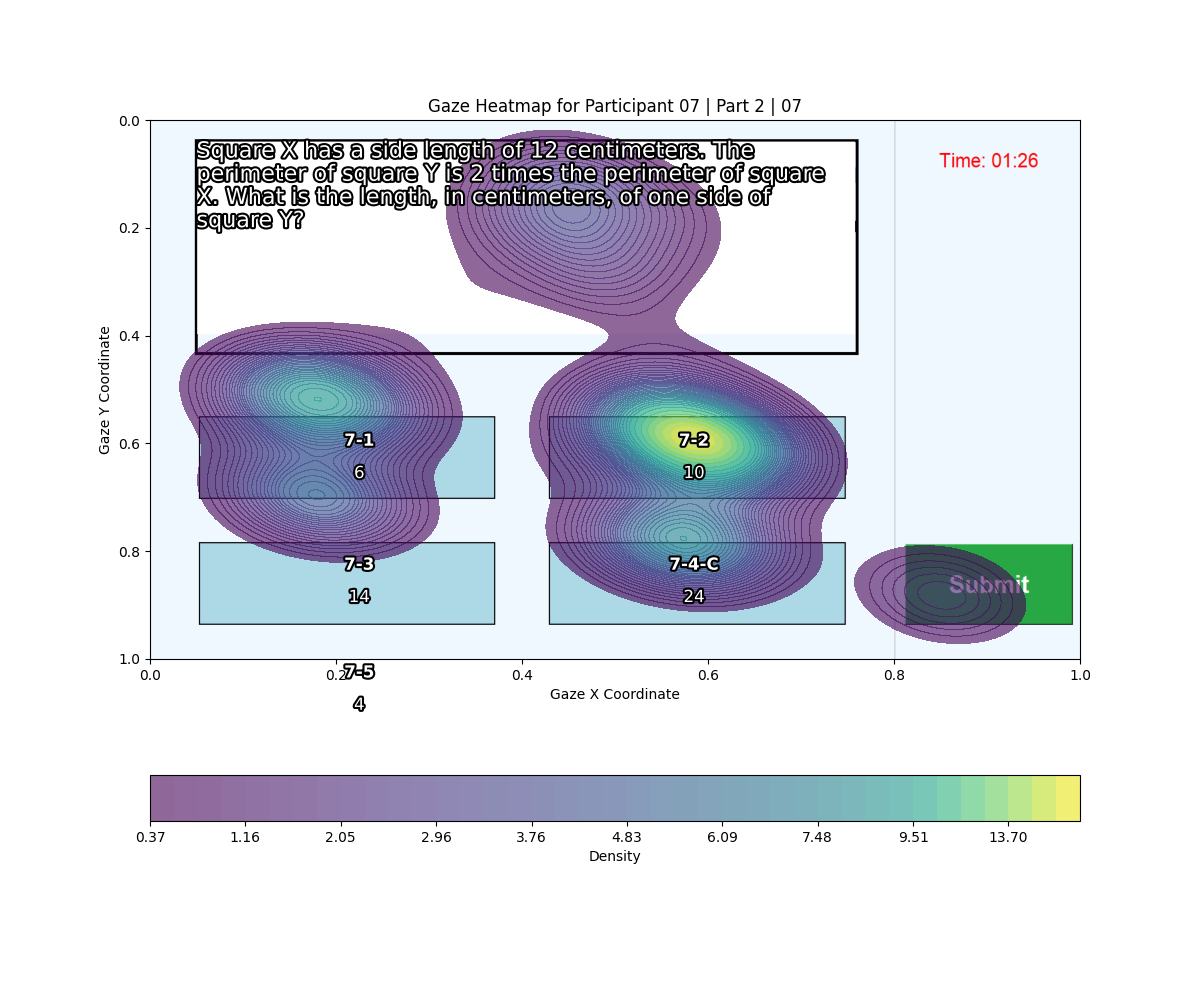 Gaze Heatmap for Participant 07 | Part 2 | 07
Square X has a side length of 12 centimeters. The
perimeter of square Y is 2 times the perimeter of square
X. What is the length, in centimeters, of one side of
square Y?
Time: 01:26
7-1
6
7-2
10
7-3
14
7-4-C
24
Submit
7-5
4
Gaze Y Coordinate
0.0
0.2
0.4
0.6
0.8
1.0
0.0
0.2
0.4
0.6
0.8
1.0
Gaze X Coordinate
0.37
1.16
2.05
2.96
3.76
4.83
6.09
7.48
9.51
13.70
Density